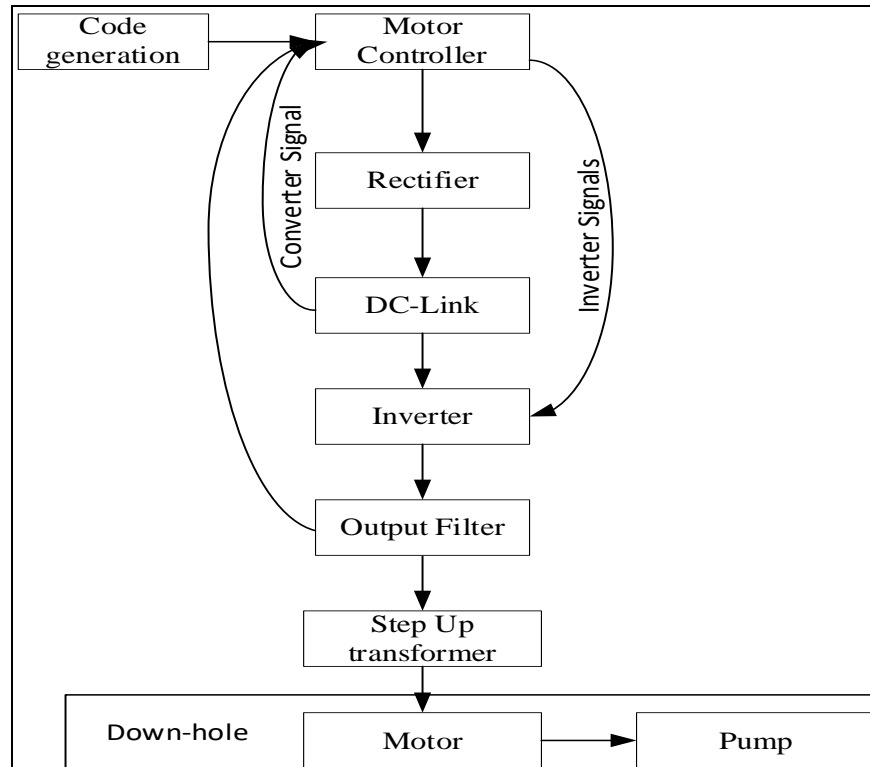 Code
generation
Motor
Controller
Converter Signal
Rectifier
Inverter Signals
DC-Link
Inverter
Output Filter
Step Up
transformer
Down-hole
Motor
Pump